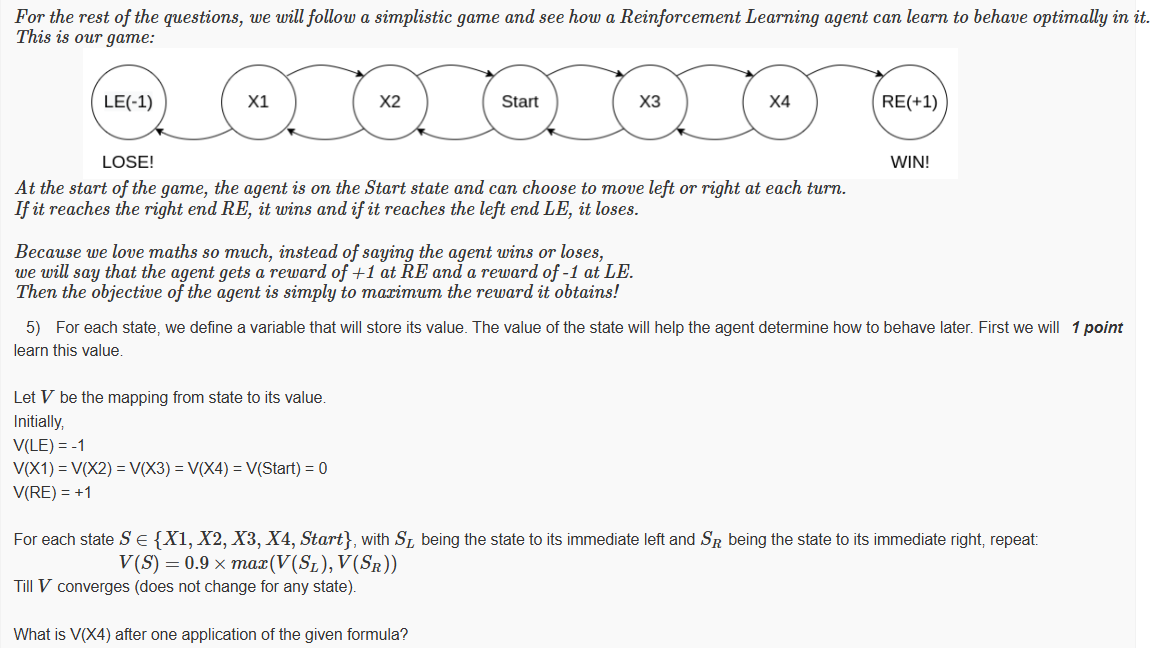 For the rest of the questions, we will follow a simplistic game and see how a Reinforcement Learning agent can learn to behave optimally in it.
This is our game:
LE(-1) X1 X2 Start X3 X4 RE(+1)
LOSE! WIN!
At the start of the game, the agent is on the Start state and can choose to move left or right at each turn.
If it reaches the right end RE, it wins and if it reaches the left end LE, it loses.
Because we love maths so much, instead of saying the agent wins or loses,
we will say that the agent gets a reward of +1 at RE and a reward of -1 at LE.
Then the objective of the agent is simply to maximum the reward it obtains!
5) For each state, we define a variable that will store its value. The value of the state will help the agent determine how to behave later. First we will 1 point
learn this value.
Let V be the mapping from state to its value.
Initially,
V(LE) = -1
V(X1) = V(X2) = V(X3) = V(X4) = V(Start) = 0
V(RE) = +1
For each state S ∈ {X1, X2, X3, X4, Start}, with S_L being the state to its immediate left and S_R being the state to its immediate right, repeat:
V(S) = 0.9 × max(V(S_L), V(S_R))
Till V converges (does not change for any state).
What is V(X4) after one application of the given formula?